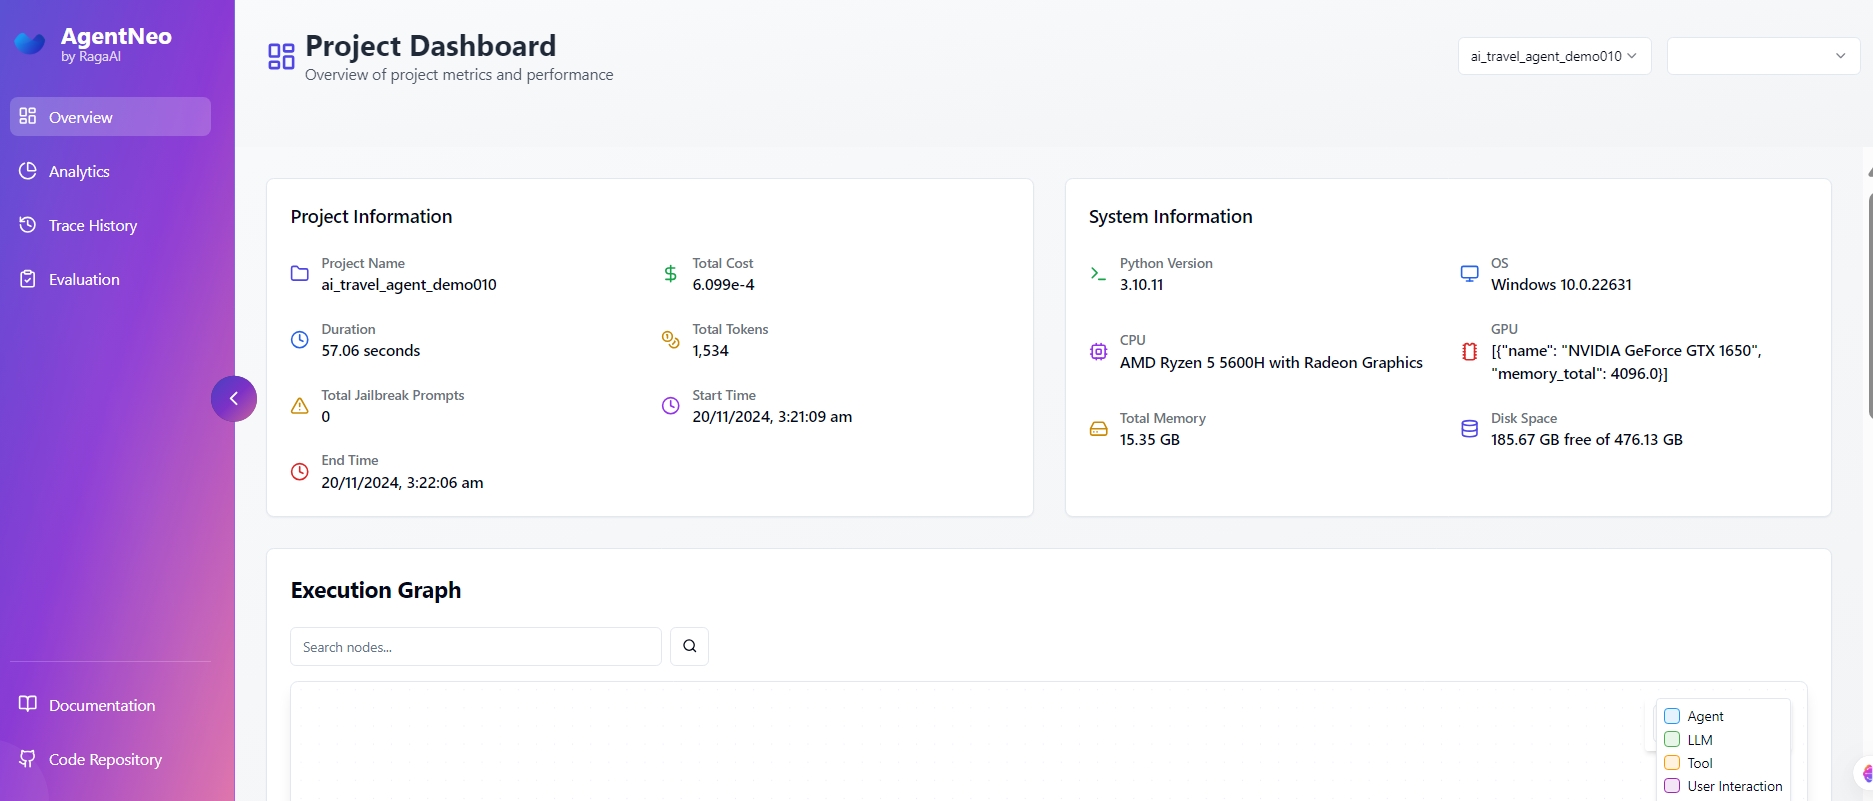 AgentNeo
by RagaAI
Overview
Analytics
Trace History
Evaluation
Documentation
Code Repository
Project Dashboard
Overview of project metrics and performance
ai_travel_agent_demo010
Project Information
Project Name
ai_travel_agent_demo010
Total Cost
6.099e-4
Duration
57.06 seconds
Total Tokens
1,534
Total Jailbreak Prompts
0
Start Time
20/11/2024, 3:21:09 am
End Time
20/11/2024, 3:22:06 am
System Information
Python Version
3.10.11
OS
Windows 10.0.22631
CPU
AMD Ryzen 5 5600H with Radeon Graphics
GPU
[{"name": "NVIDIA GeForce GTX 1650",
"memory_total": 4096.0}]
Total Memory
15.35 GB
Disk Space
185.67 GB free of 476.13 GB
Execution Graph
Search nodes...
Agent
LLM
Tool
User Interaction